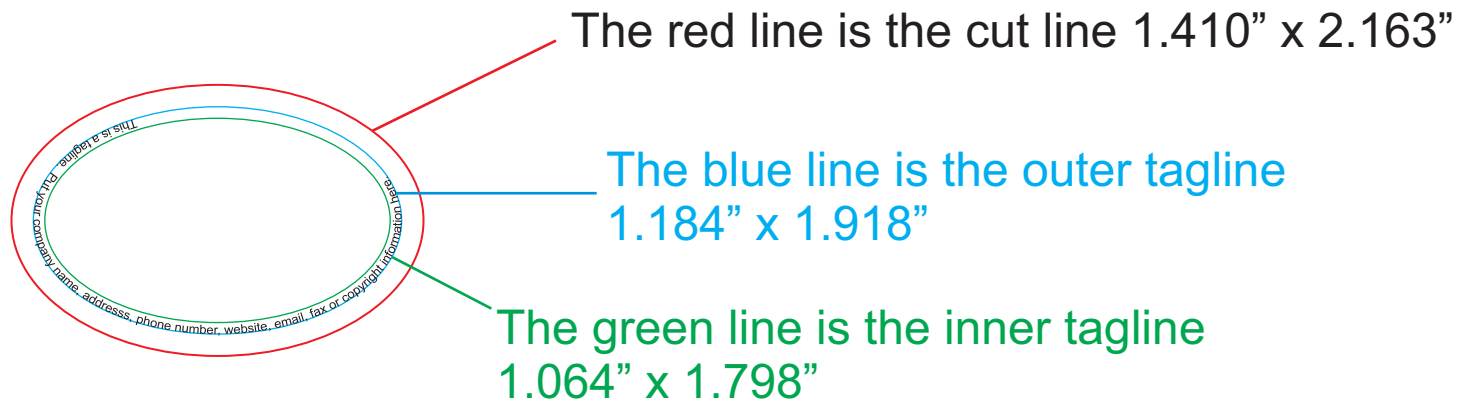 The red line is the cut line 1.410” x 2.163”
This is a tagline
Put your company name, addresss, phone number, website, email, fax or copyright information here.
The blue line is the outer tagline
1.184” x 1.918”
The green line is the inner tagline
1.064” x 1.798”